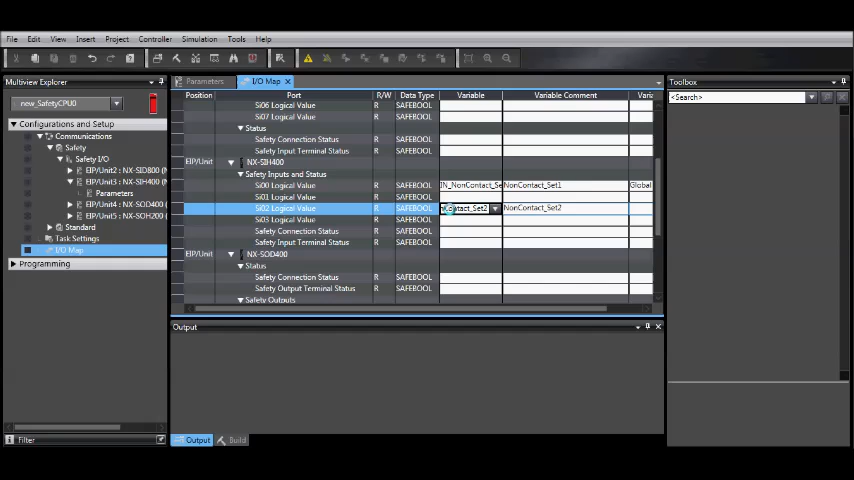 File Edit View Insert Project Controller Simulation Tools Help
Multiview Explorer
new_SafetyCPU0
Configurations and Setup
Communications
Safety
Safety I/O
EIP/Unit2 : NX-SID800 (
EIP/Unit3 : NX-SIH400 (
Parameters
EIP/Unit4 : NX-SOD400 (
EIP/Unit5 : NX-SOH200 (
Standard
Task Settings
I/O Map
Programming
Filter
Parameters I/O Map
Position Port R/W Data Type Variable Variable Comment Varia
Si06 Logical Value R SAFEBOOL
Si07 Logical Value R SAFEBOOL
Status
Safety Connection Status R SAFEBOOL
Safety Input Terminal Status R SAFEBOOL
EIP/Unit NX-SIH400
Safety Inputs and Status
Si00 Logical Value R SAFEBOOL IN_NonContact_Se NonContact_Set1 Global
Si01 Logical Value R SAFEBOOL
Si02 Logical Value R SAFEBOOL tact_Set2 NonContact_Set2
Si03 Logical Value R SAFEBOOL
Safety Connection Status R SAFEBOOL
Safety Input Terminal Status R SAFEBOOL
EIP/Unit NX-SOD400
Status
Safety Connection Status R SAFEBOOL
Safety Output Terminal Status R SAFEBOOL
Safety Outputs
Output
Output Build
Toolbox
<Search>